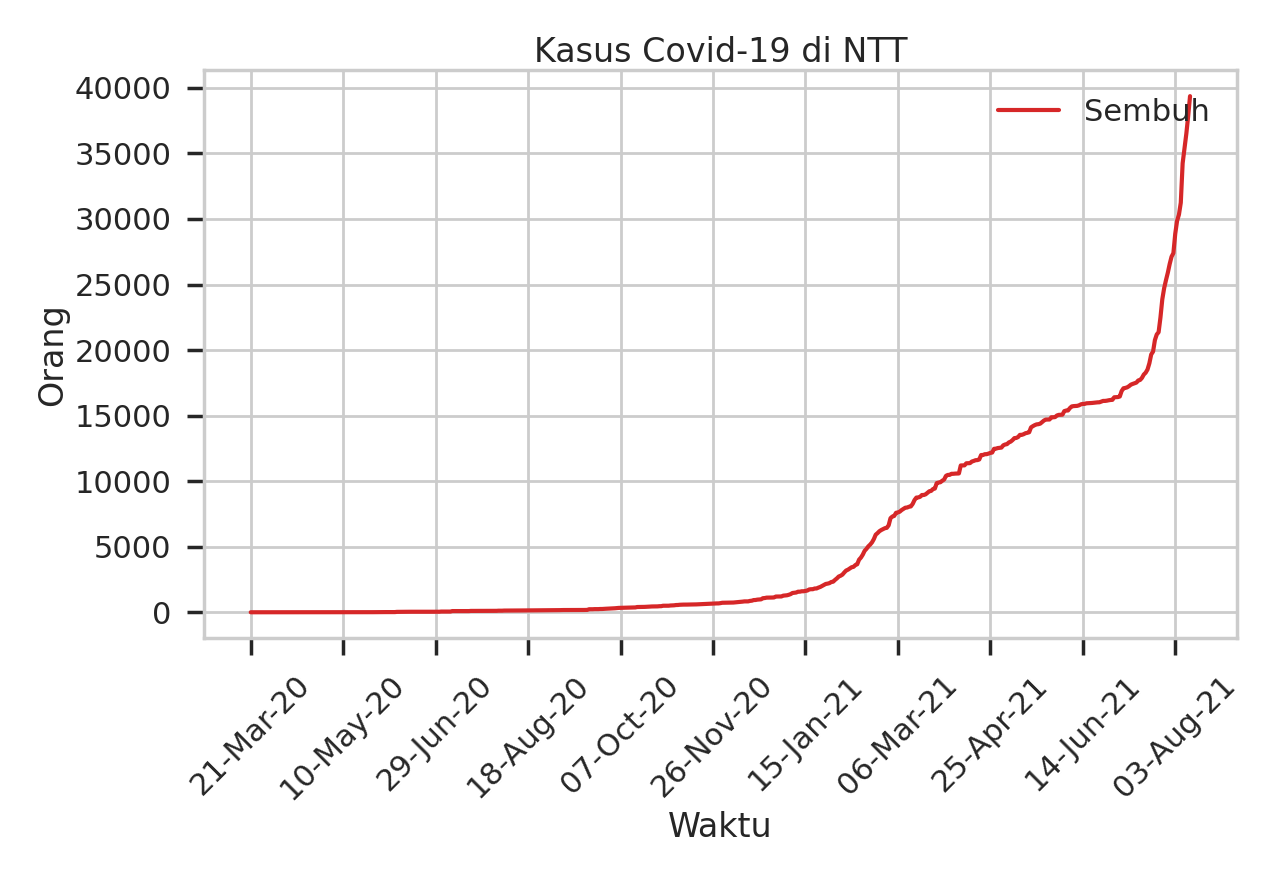 Kasus Covid-19 di NTT
40000
35000
30000
25000
20000
15000
10000
5000
0
Orang
Sembuh
21-Mar-20
10-May-20
29-Jun-20
18-Aug-20
07-Oct-20
26-Nov-20
15-Jan-21
06-Mar-21
25-Apr-21
14-Jun-21
03-Aug-21
Waktu